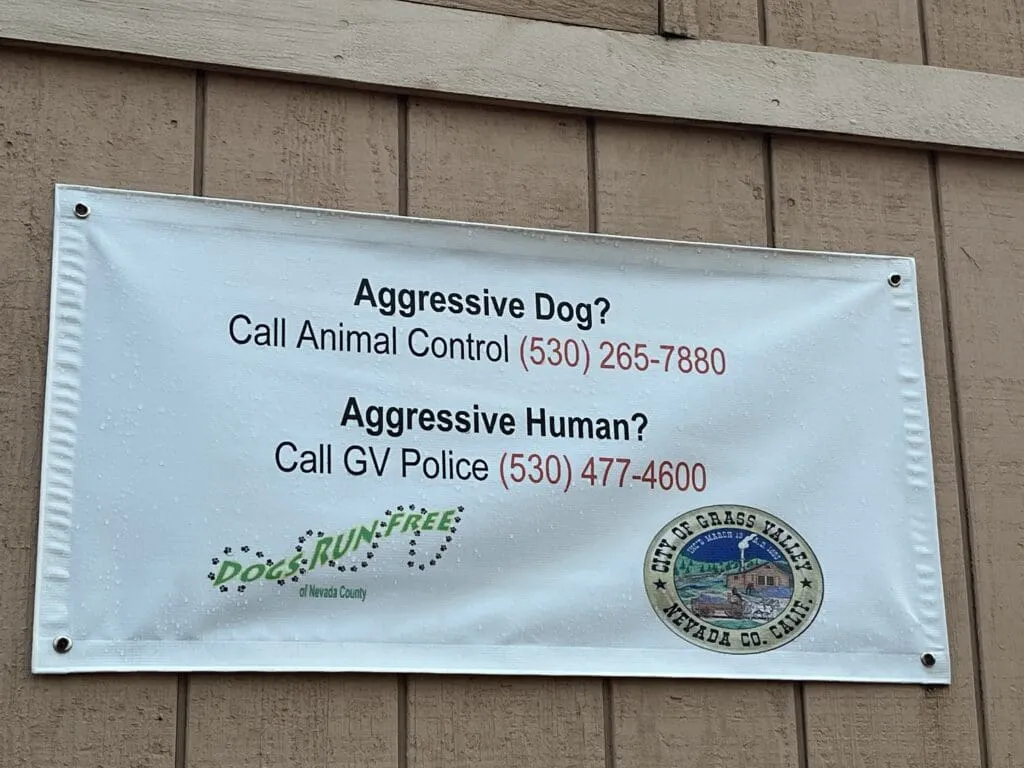 Aggressive Dog?
Call Animal Control (530) 265-7880
Aggressive Human?
Call GV Police (530) 477-4600
DOGS RUN FREE
of Nevada County
CITY OF GRASS VALLEY
NEVADA CO. CALIF.